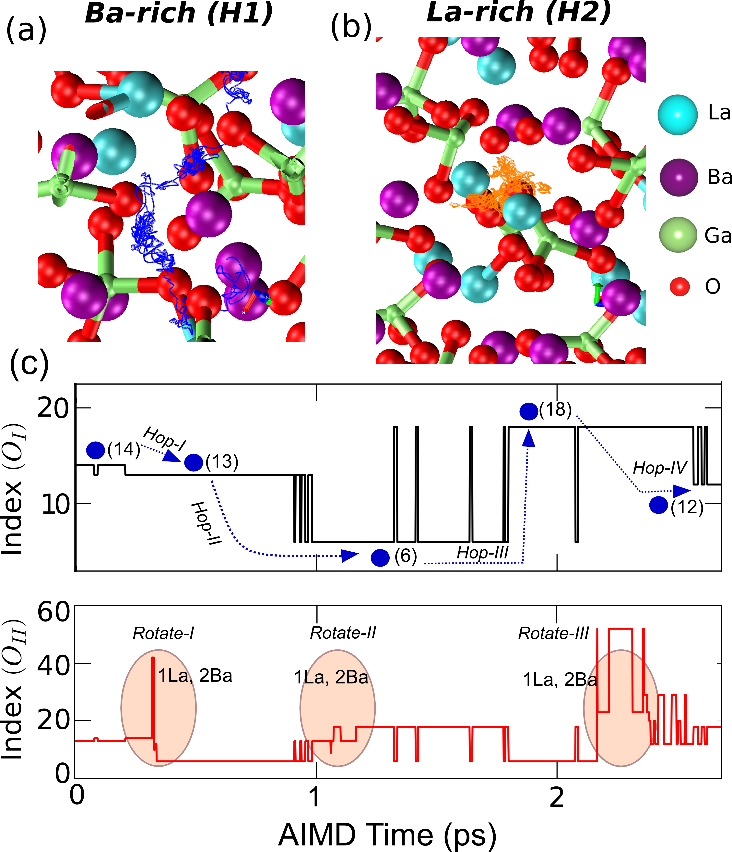 Ba-rich (H1)
La-rich (H2)
(a)
(b)
La
Ba
Ga
O
(c)
Index (O_I)
20
10
(14)
Hop-I
(13)
Hop-II
(6)
Hop-III
(18)
Hop-IV
(12)
Index (O_II)
60
40
20
0
Rotate-I
1La, 2Ba
Rotate-II
1La, 2Ba
Rotate-III
1La, 2Ba
0
1
2
AIMD Time (ps)